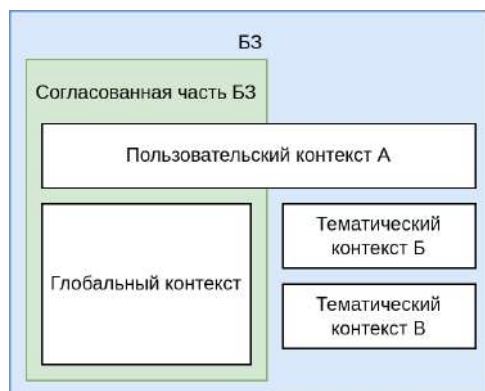 БЗ
Согласованная часть БЗ
Пользовательский контекст А
Глобальный контекст
Тематический
контекст Б
Тематический
контекст В